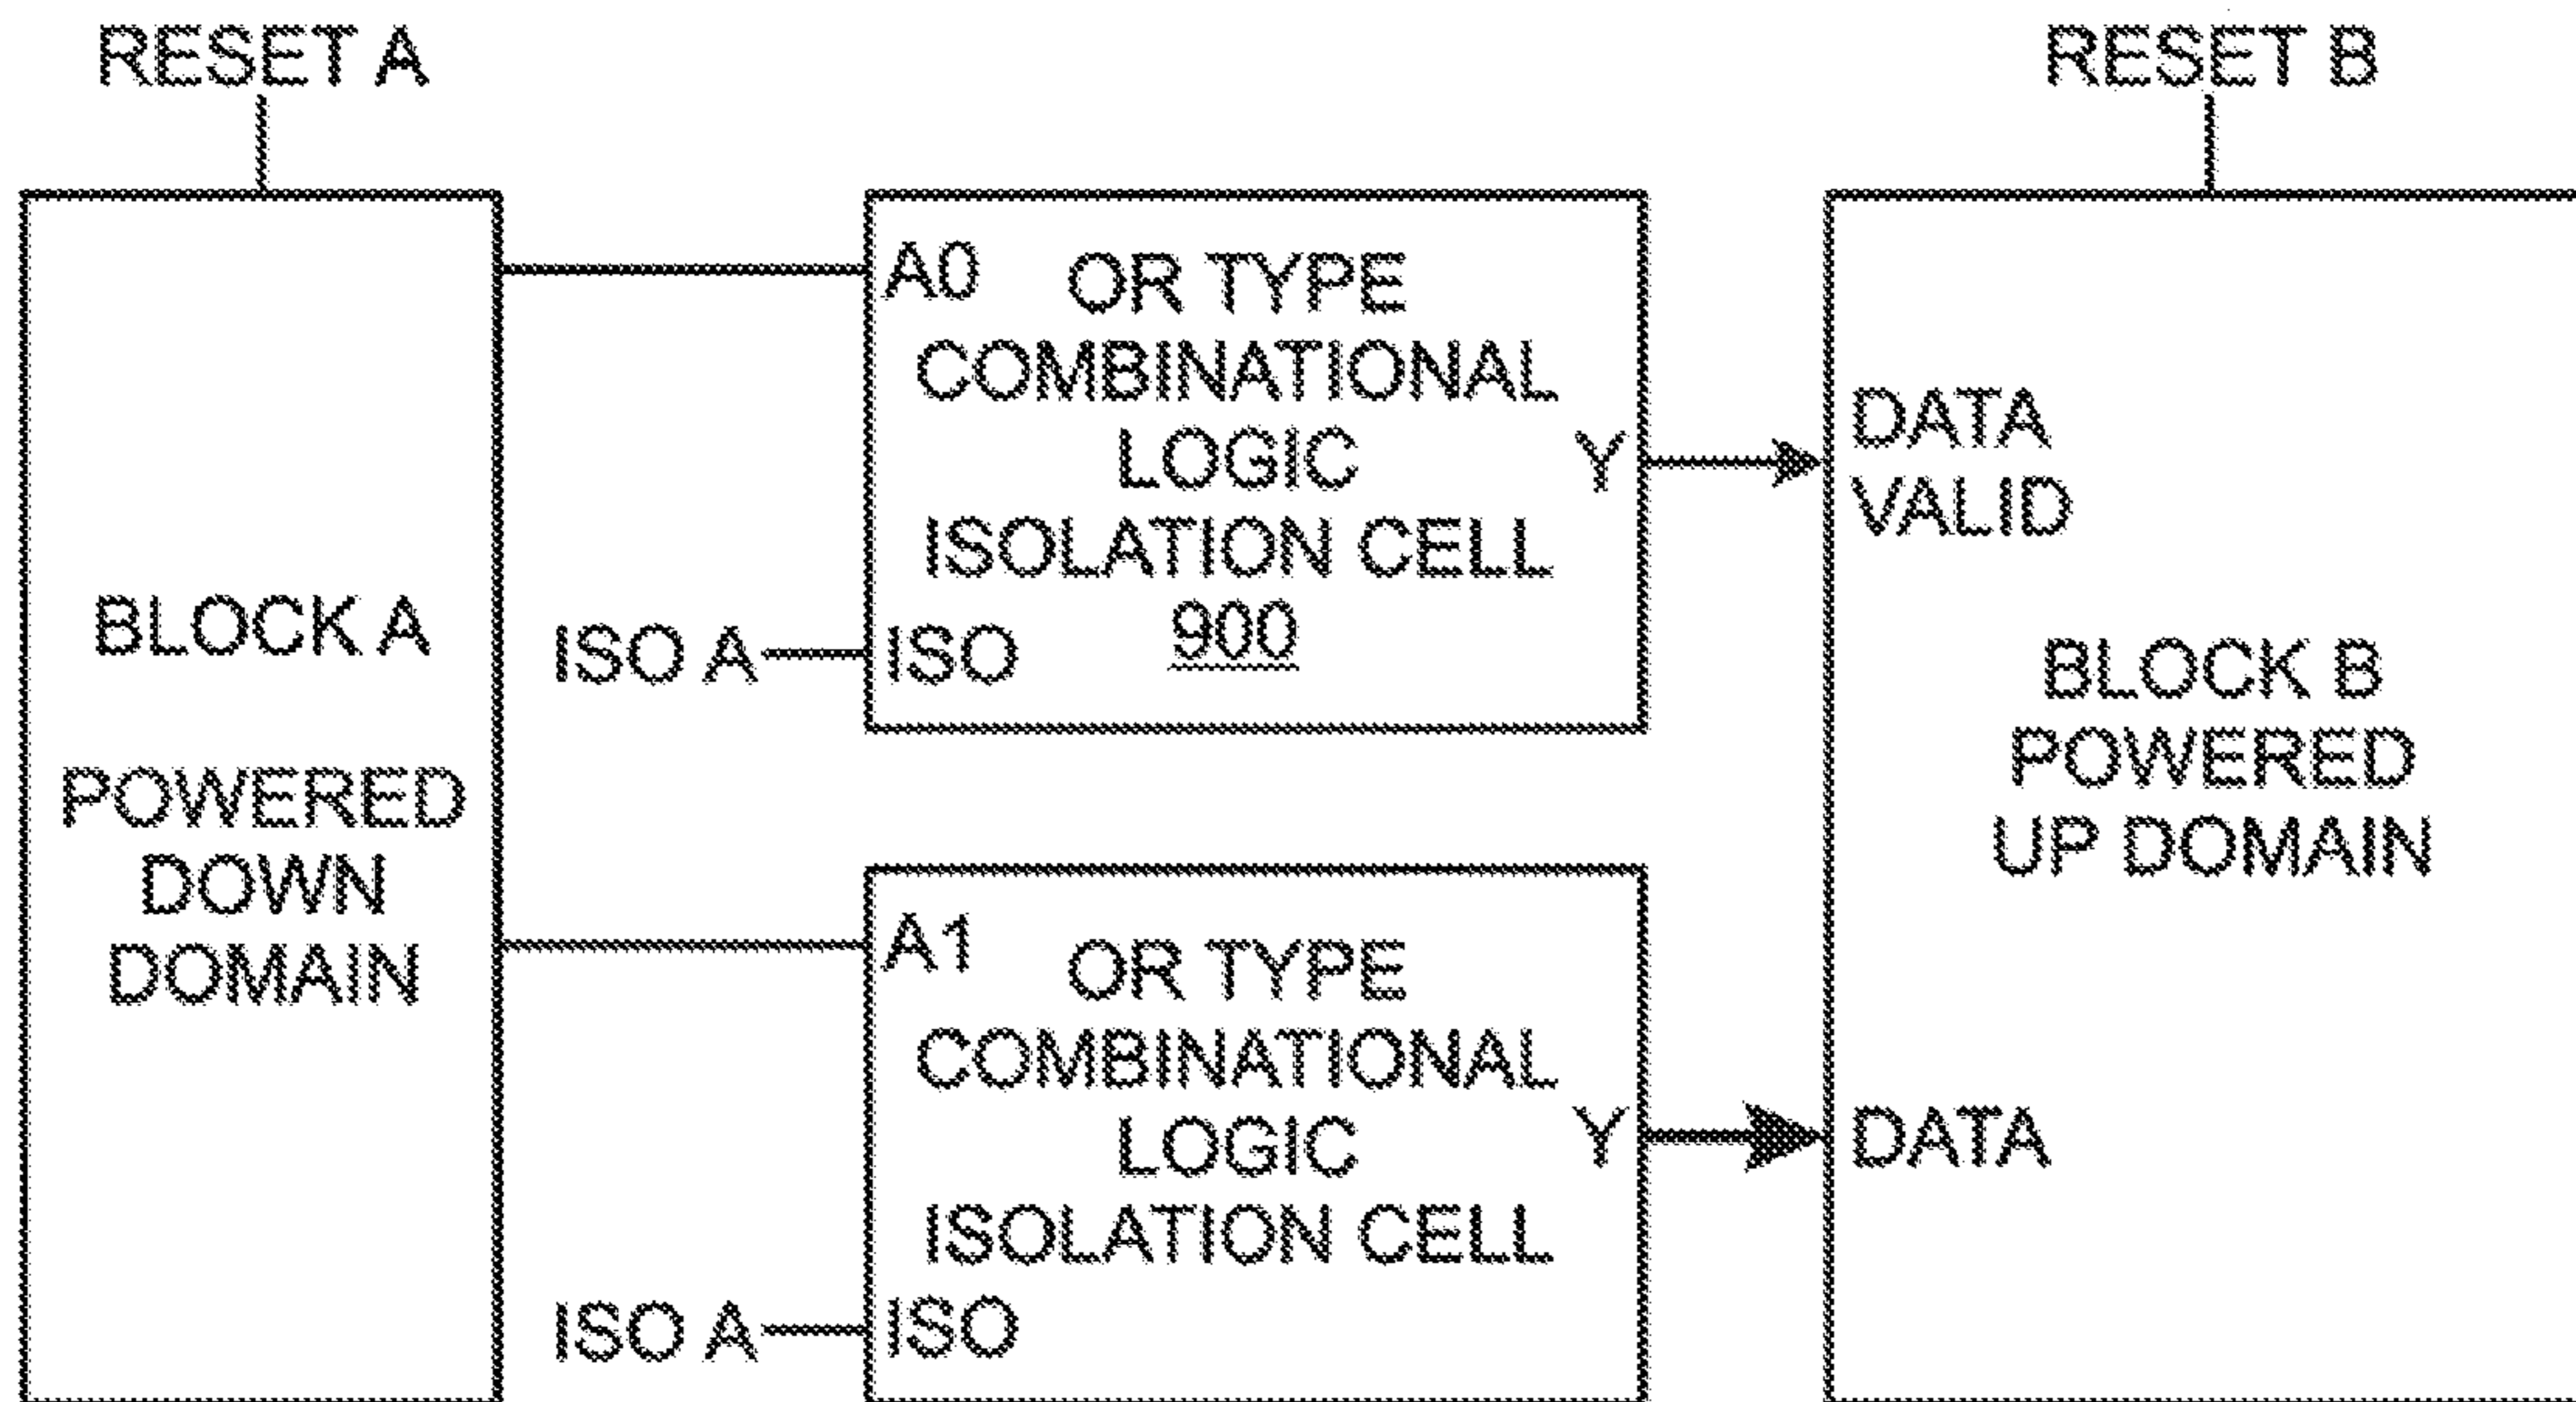 RESET A
RESET B
BLOCK A
POWERED
DOWN
DOMAIN
A0
OR TYPE
COMBINATIONAL
LOGIC
ISOLATION CELL
900
ISO A
ISO
Y
A1
OR TYPE
COMBINATIONAL
LOGIC
ISOLATION CELL
ISO A
ISO
Y
DATA
VALID
BLOCK B
POWERED
UP DOMAIN
DATA